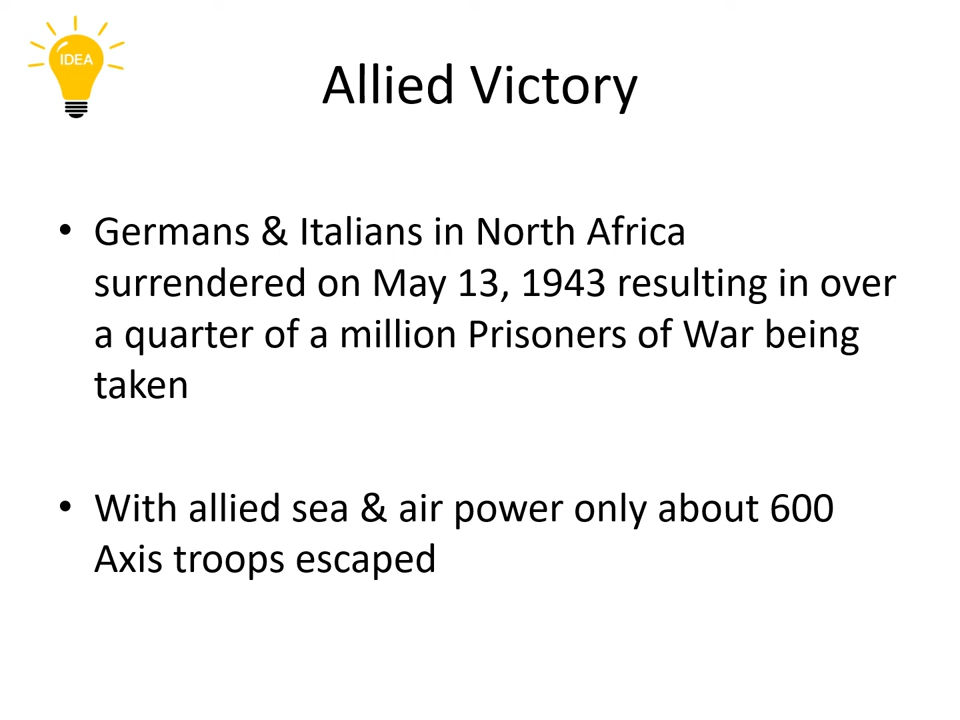 IDEA
Allied Victory
• Germans & Italians in North Africa
surrendered on May 13, 1943 resulting in over
a quarter of a million Prisoners of War being
taken
• With allied sea & air power only about 600
Axis troops escaped